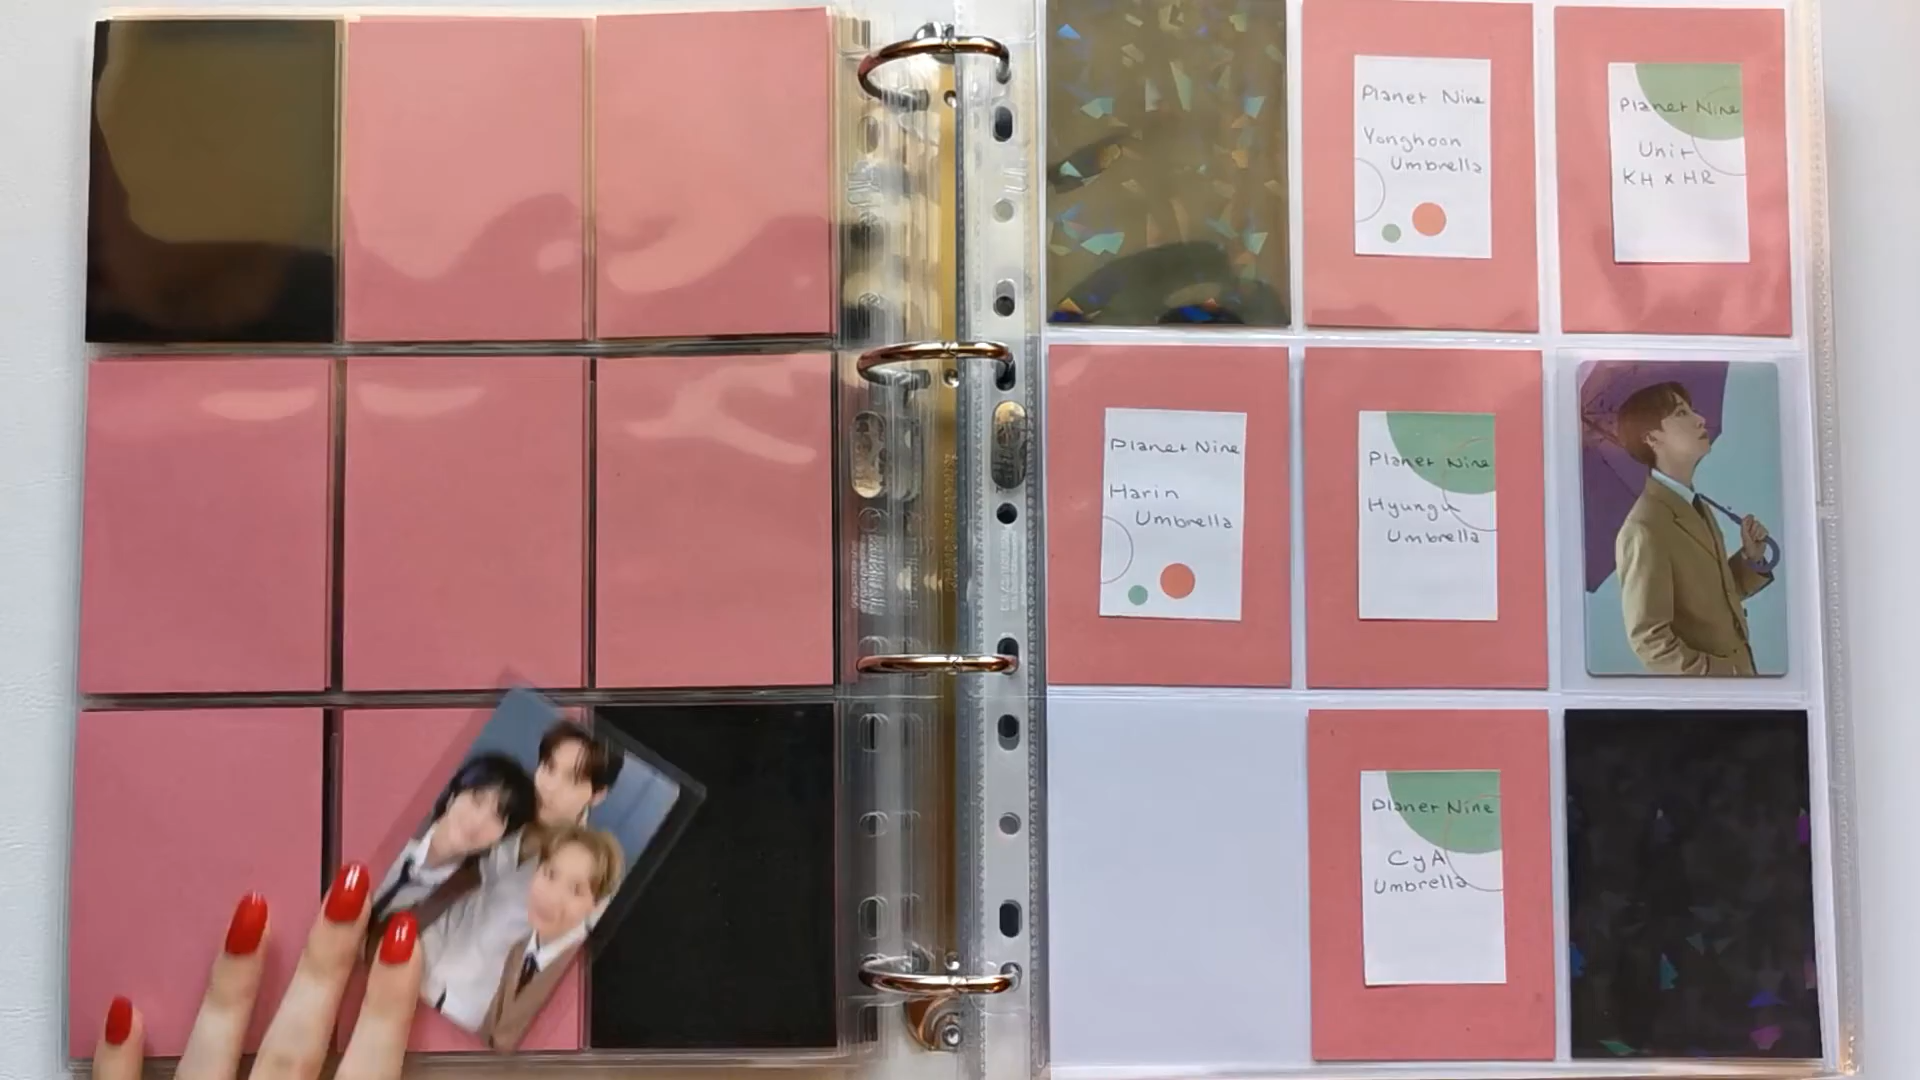 Planet Nine
Yonghoon
Umbrella
Planet Nine
Unit
KH x HR
Planet Nine
Harin
Umbrella
Planet Nine
Hyungu
Umbrella
Planet Nine
CyA
Umbrella